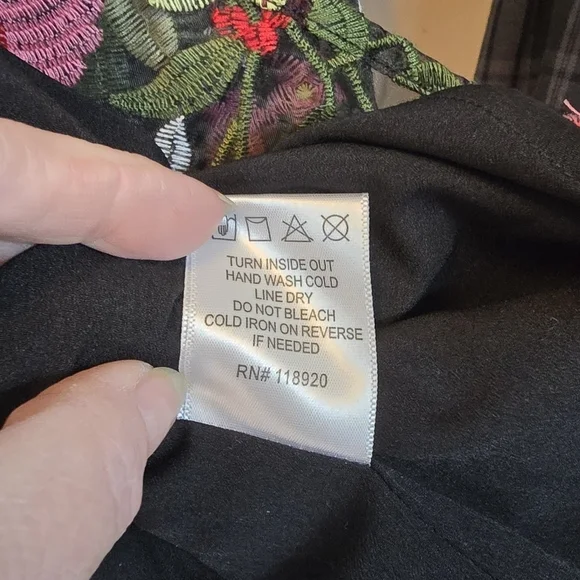 TURN INSIDE OUT
HAND WASH COLD
LINE DRY
DO NOT BLEACH
COLD IRON ON REVERSE
IF NEEDED
RN# 118920